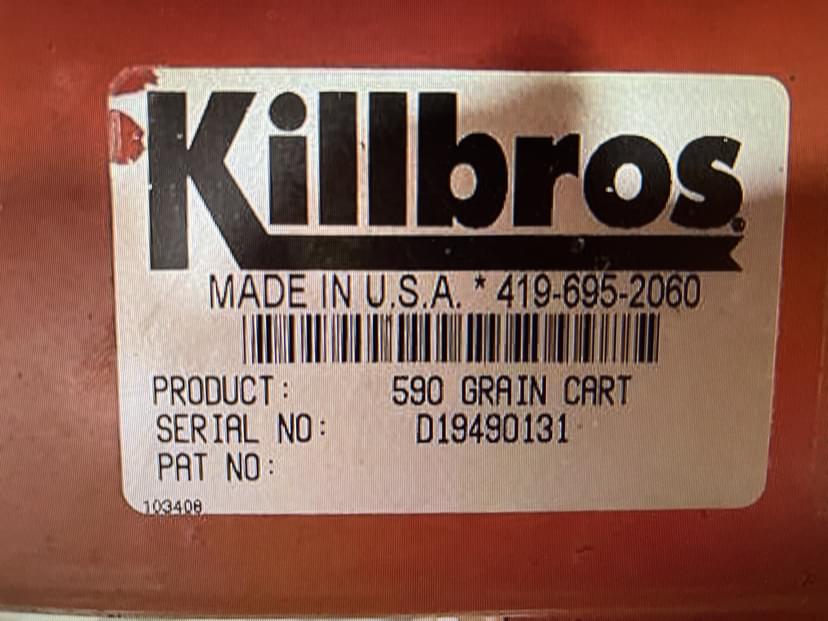 Killbros®
MADE IN U.S.A. * 419-695-2060
PRODUCT: 590 GRAIN CART
SERIAL NO: D19490131
PAT NO:
103408